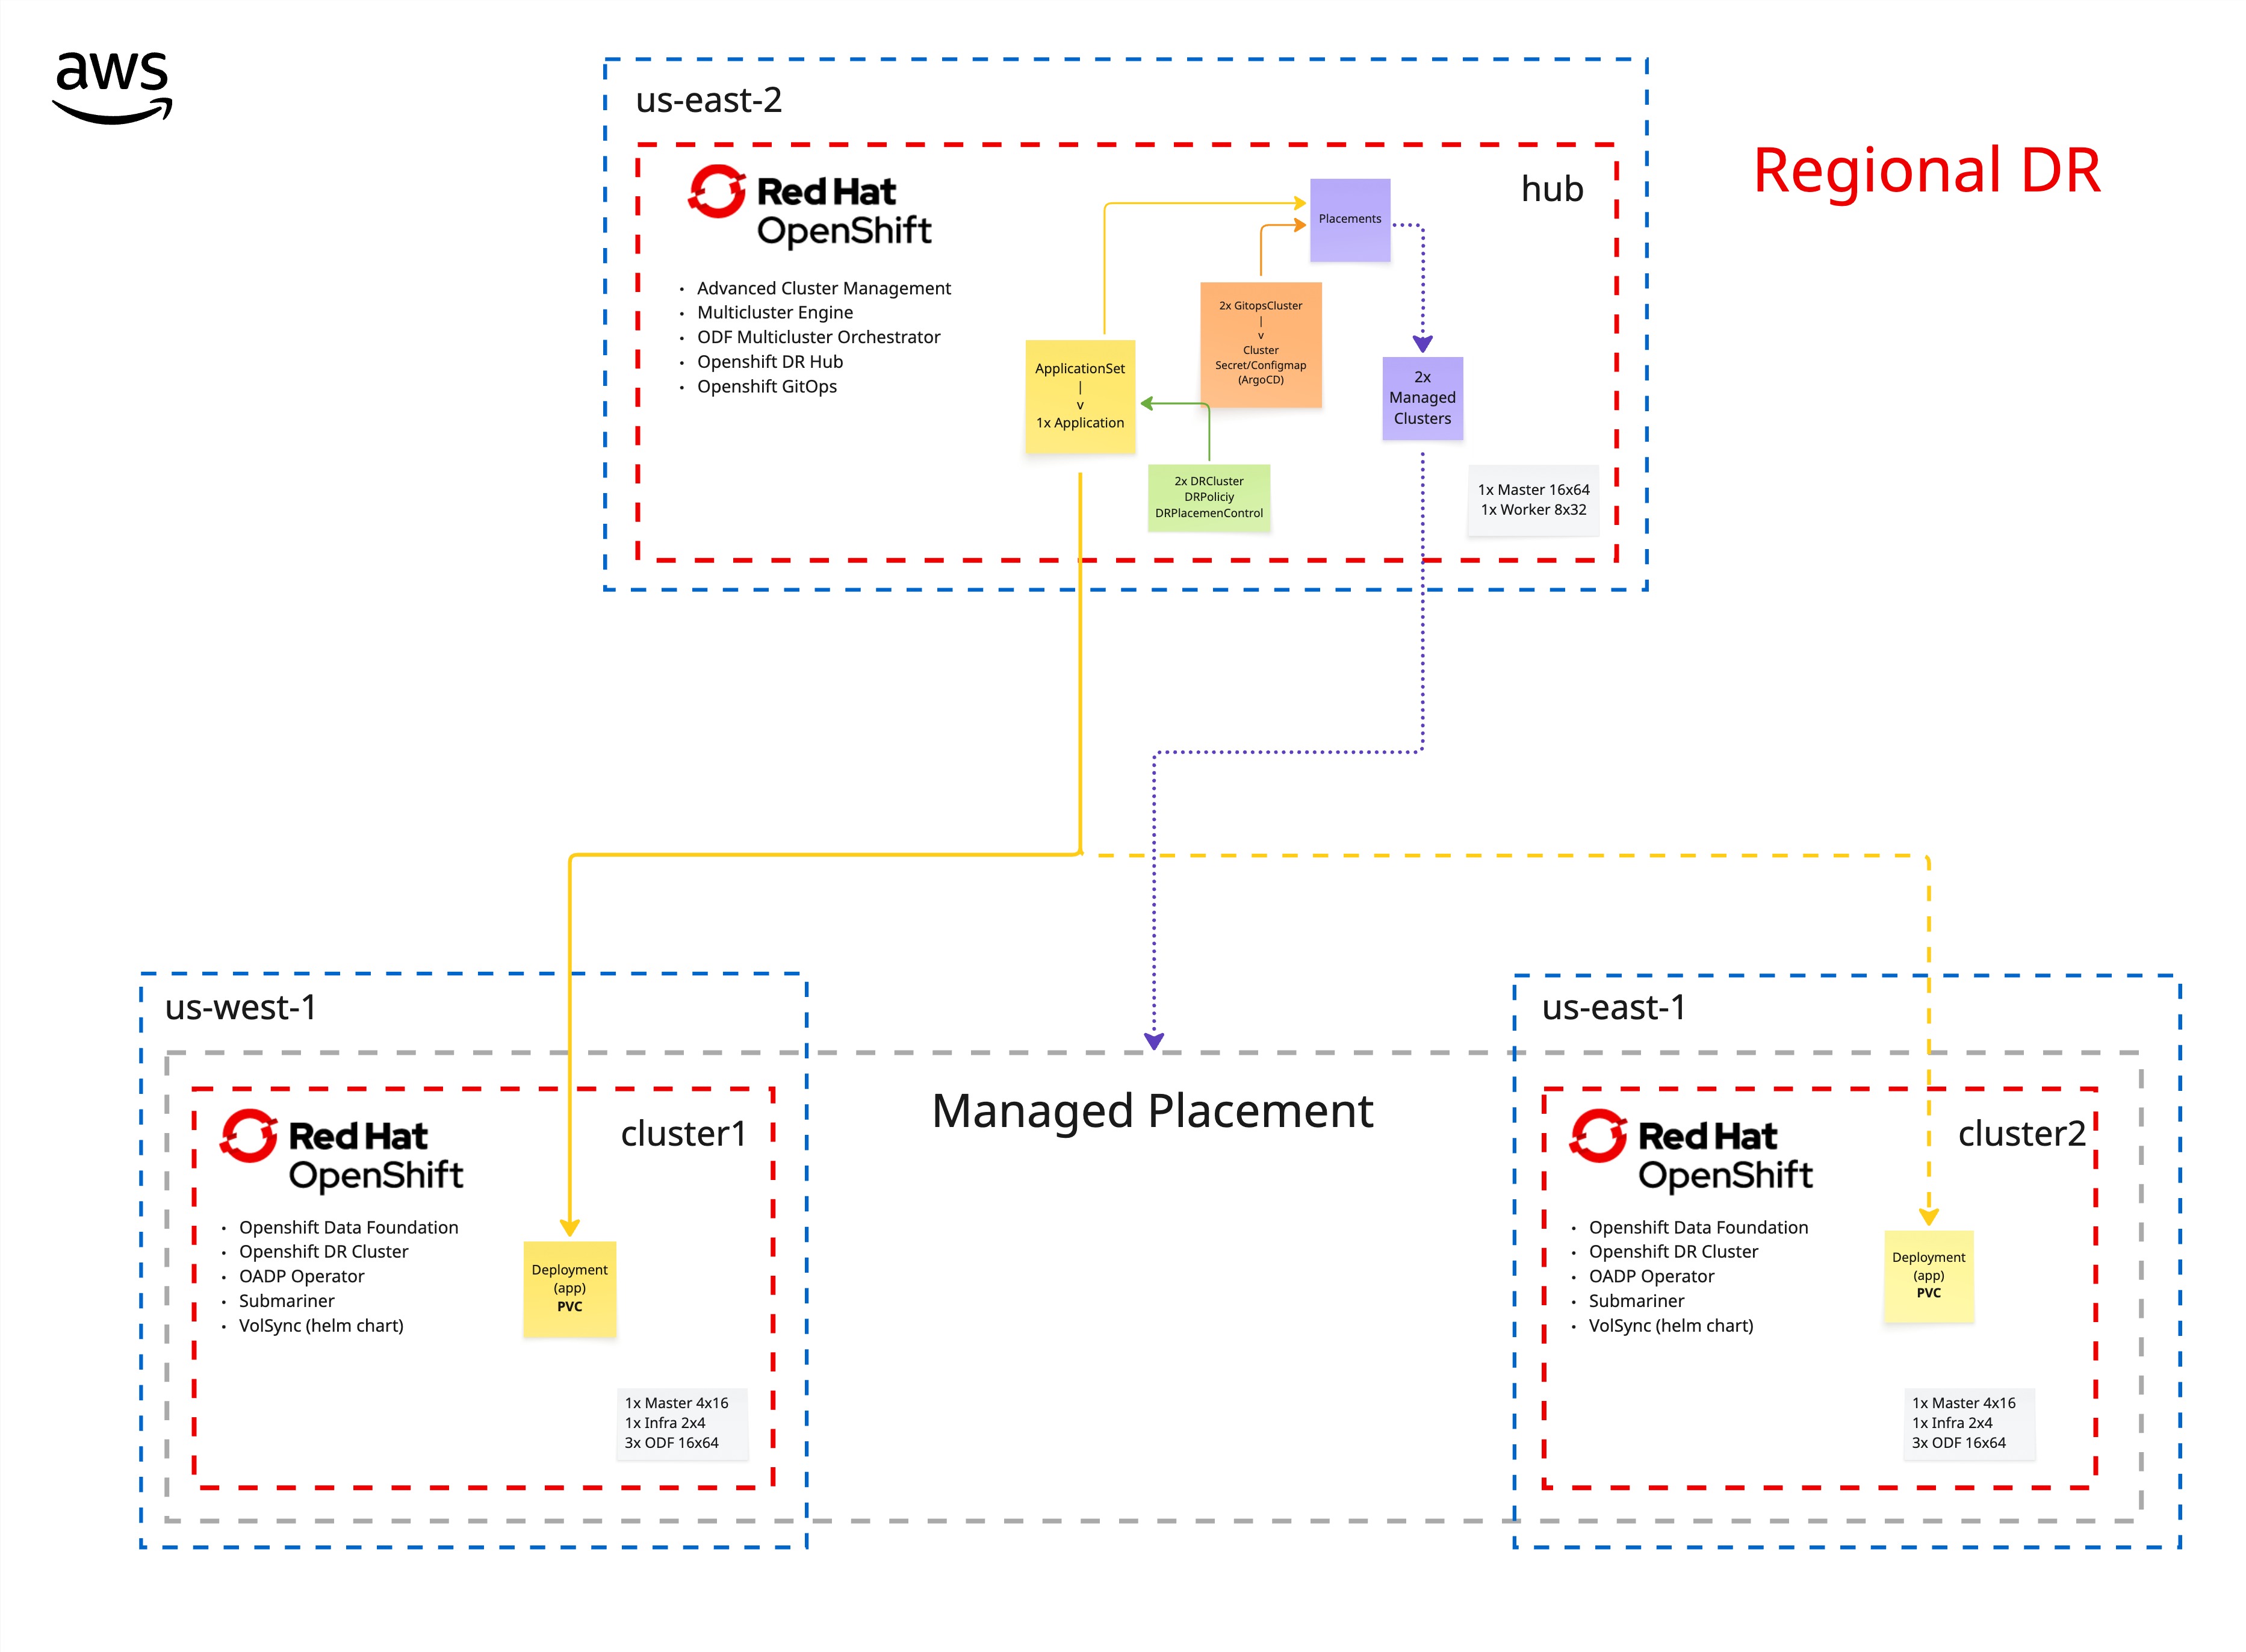 aws
us-east-2
Regional DR
Red Hat
OpenShift
hub
Placements
• Advanced Cluster Management
• Multicluster Engine
• ODF Multicluster Orchestrator
• Openshift DR Hub
• Openshift GitOps
2x GitopsCluster
|
v
Cluster
Secret/Configmap
(ArgoCD)
ApplicationSet
|
v
1x Application
2x
Managed
Clusters
2x DRCluster
DRPoliciy
DRPlacemenControl
1x Master 16x64
1x Worker 8x32
us-west-1
Red Hat
OpenShift
cluster1
• Openshift Data Foundation
• Openshift DR Cluster
• OADP Operator
• Submariner
• VolSync (helm chart)
Deployment
(app)
PVC
1x Master 4x16
1x Infra 2x4
3x ODF 16x64
Managed Placement
us-east-1
Red Hat
OpenShift
cluster2
• Openshift Data Foundation
• Openshift DR Cluster
• OADP Operator
• Submariner
• VolSync (helm chart)
Deployment
(app)
PVC
1x Master 4x16
1x Infra 2x4
3x ODF 16x64